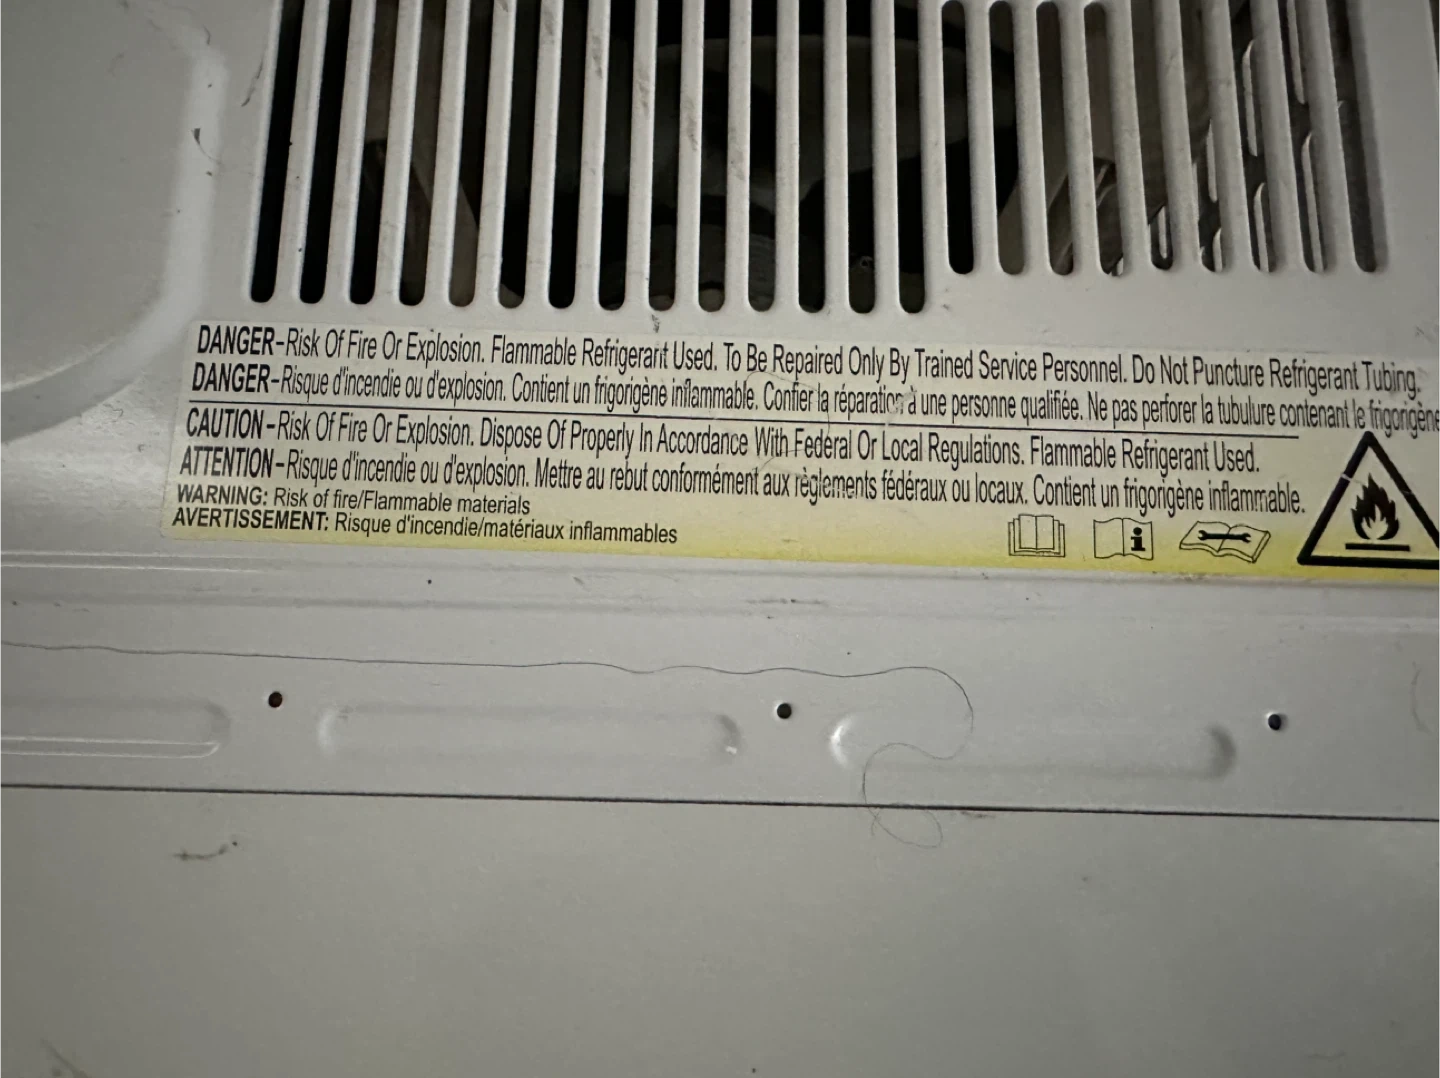 DANGER-Risk Of Fire Or Explosion. Flammable Refrigerant Used. To Be Repaired Only By Trained Service Personnel. Do Not Puncture Refrigerant Tubing.
DANGER-Risque d'incendie ou d'explosion. Contient un frigorigène inflammable. Confier la réparation à une personne qualifiée. Ne pas perforer la tubulure contenant le frigorigène
CAUTION-Risk Of Fire Or Explosion. Dispose Of Properly In Accordance With Federal Or Local Regulations. Flammable Refrigerant Used.
ATTENTION-Risque d'incendie ou d'explosion. Mettre au rebut conformément aux règlements fédéraux ou locaux. Contient un frigorigène inflammable.
WARNING: Risk of fire/Flammable materials
AVERTISSEMENT: Risque d'incendie/matériaux inflammables